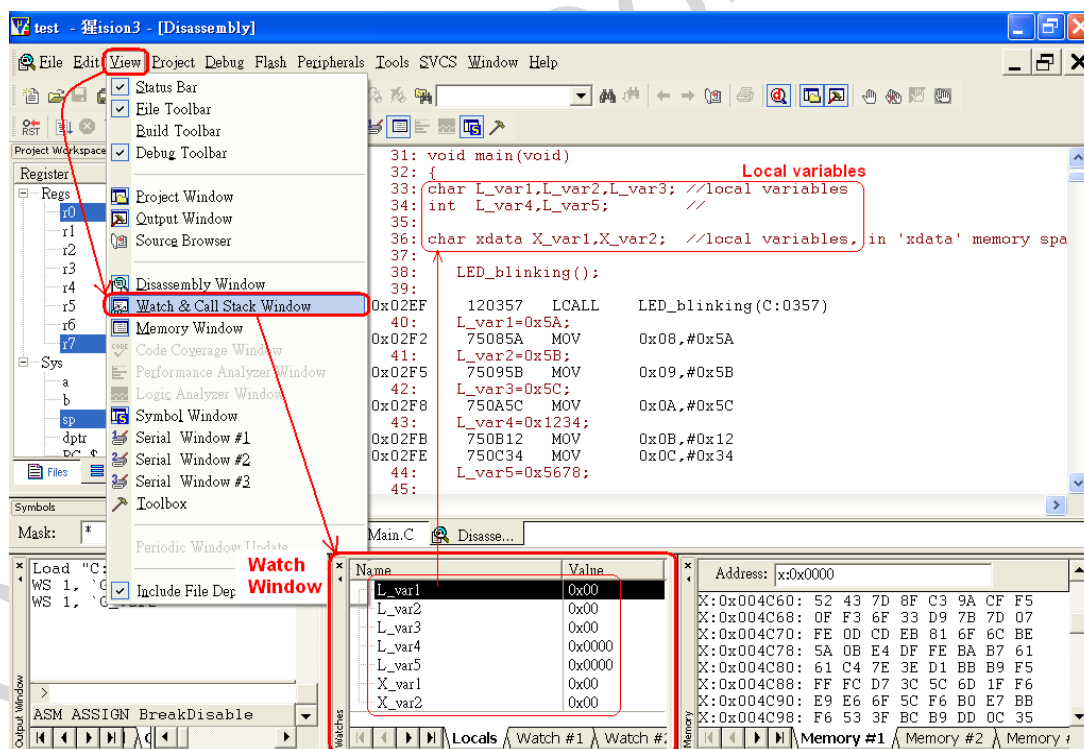 test - 猩ision3 - [Disassembly]
File Edit View Project Debug Flash Peripherals Tools SVCS Window Help
Status Bar
File Toolbar
Build Toolbar
Debug Toolbar
Project Window
Output Window
Source Browser
Disassembly Window
Watch & Call Stack Window
Memory Window
Code Coverage Window
Performance Analyzer Window
Logic Analyzer Window
Symbol Window
Serial Window #1
Serial Window #2
Serial Window #3
Toolbox
Periodic Window Update
Include File Dep
RST
Project Workspace
Register
Regs
r0
r1
r2
r3
r4
r5
r6
r7
Sys
a
b
sp
dptr
PC $
Files
Local variables
31: void main(void)
32: {
33: char L_var1,L_var2,L_var3; //local variables
34: int L_var4,L_var5; //
35:
36: char xdata X_var1,X_var2; //local variables, in 'xdata' memory spa
37:
38: LED_blinking();
39:
0x02EF 120357 LCALL LED_blinking(C:0357)
40: L_var1=0x5A;
0x02F2 75085A MOV 0x08,#0x5A
41: L_var2=0x5B;
0x02F5 75095B MOV 0x09,#0x5B
42: L_var3=0x5C;
0x02F8 750A5C MOV 0x0A,#0x5C
43: L_var4=0x1234;
0x02FB 750B12 MOV 0x0B,#0x12
0x02FE 750C34 MOV 0x0C,#0x34
44: L_var5=0x5678;
45:
Symbols
Mask: *
Main.C Disasse...
Load "C:
WS 1, `G
WS 1, `G_var2
>
ASM ASSIGN BreakDisable
Output Window
Watch
Window
Name Value
L_var1 0x00
L_var2 0x00
L_var3 0x00
L_var4 0x0000
L_var5 0x0000
X_var1 0x00
X_var2 0x00
Watches
Locals Watch #1 Watch #2
Address: x:0x0000
X:0x004C60: 52 43 7D 8F C3 9A CF F5
X:0x004C68: 0F F3 6F 33 D9 7B 7D 07
X:0x004C70: FE 0D CD EB 81 6F 6C BE
X:0x004C78: 5A 0B E4 DF FE BA B7 61
X:0x004C80: 61 C4 7E 3E D1 BB B9 F5
X:0x004C88: FF FC D7 3C 5C 6D 1F F6
X:0x004C90: E9 E6 6F 5C F6 B0 E7 BB
X:0x004C98: F6 53 3F BC B9 DD 0C 35
Memory
Memory #1 Memory #2 Memory #